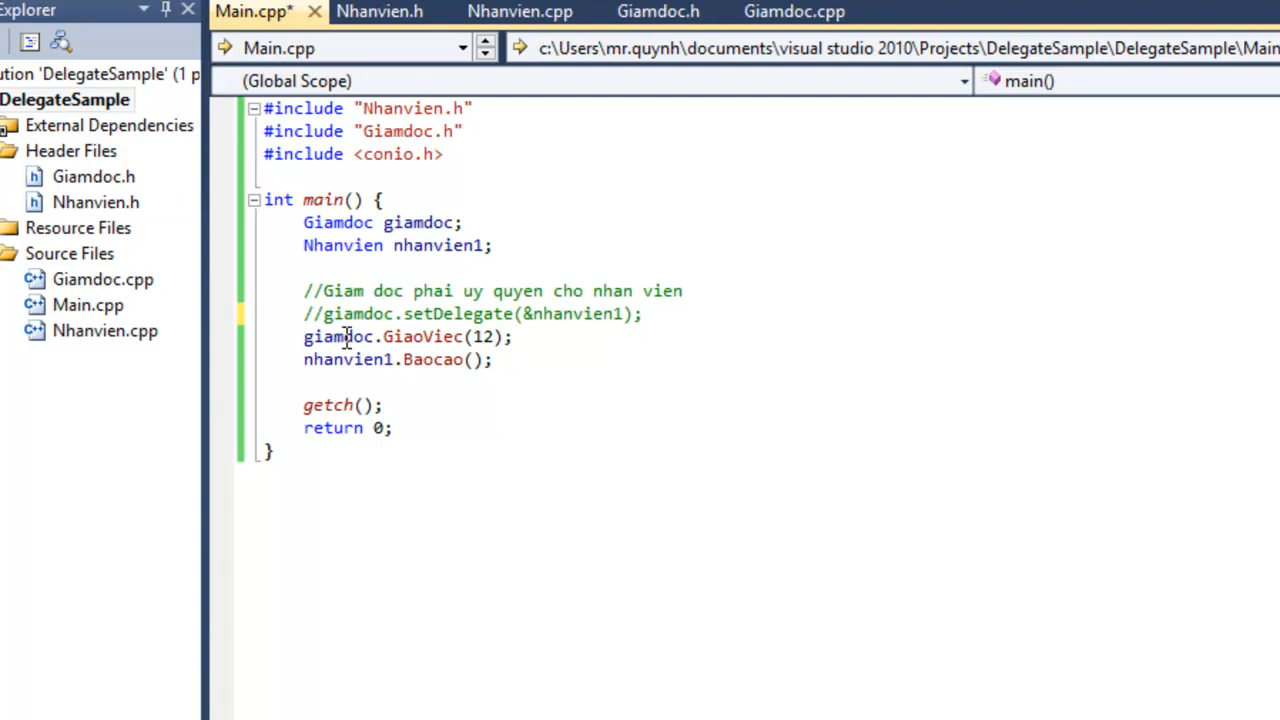 Explorer
Main.cpp*
Nhanvien.h
Nhanvien.cpp
Giamdoc.h
Giamdoc.cpp
Main.cpp
c:\Users\mr.quynh\documents\visual studio 2010\Projects\DelegateSample\DelegateSample\Main
(Global Scope)
main()
ution 'DelegateSample' (1 p
DelegateSample
External Dependencies
Header Files
Giamdoc.h
Nhanvien.h
Resource Files
Source Files
Giamdoc.cpp
Main.cpp
Nhanvien.cpp
#include "Nhanvien.h"
#include "Giamdoc.h"
#include <conio.h>
int main() {
Giamdoc giamdoc;
Nhanvien nhanvien1;
//Giam doc phai uy quyen cho nhan vien
//giamdoc.setDelegate(&nhanvien1);
giamdoc.GiaoViec(12);
nhanvien1.Baocao();
getch();
return 0;
}